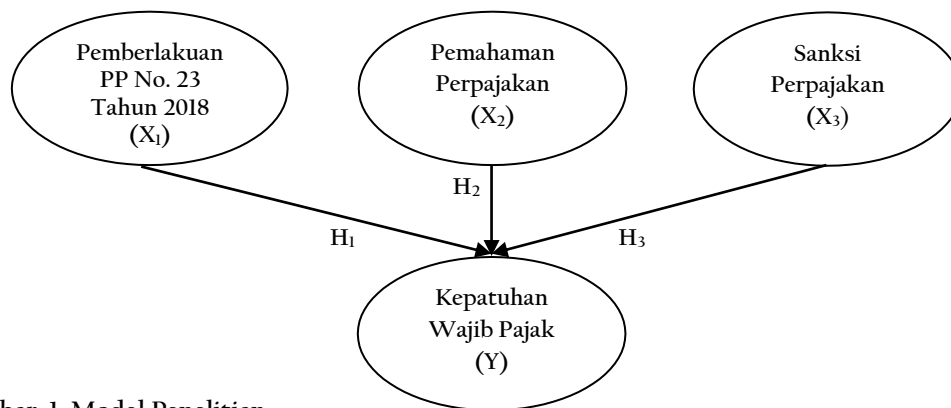 Pemberlakuan
PP No. 23
Tahun 2018
(X₁)
Pemahaman
Perpajakan
(X₂)
Sanksi
Perpajakan
(X₃)
H₂
H₁
H₃
Kepatuhan
Wajib Pajak
(Y)
1. Model Penelitian